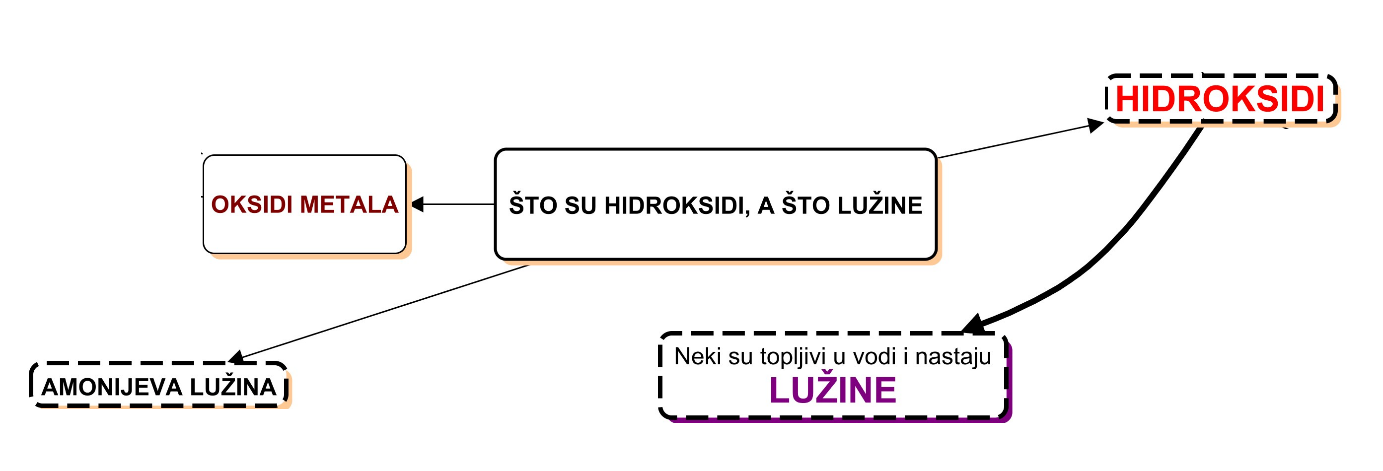 HIDROKSIDI
OKSIDI METALA
ŠTO SU HIDROKSIDI, A ŠTO LUŽINE
Neki su topljivi u vodi i nastaju
LUŽINE
AMONIJEVA LUŽINA